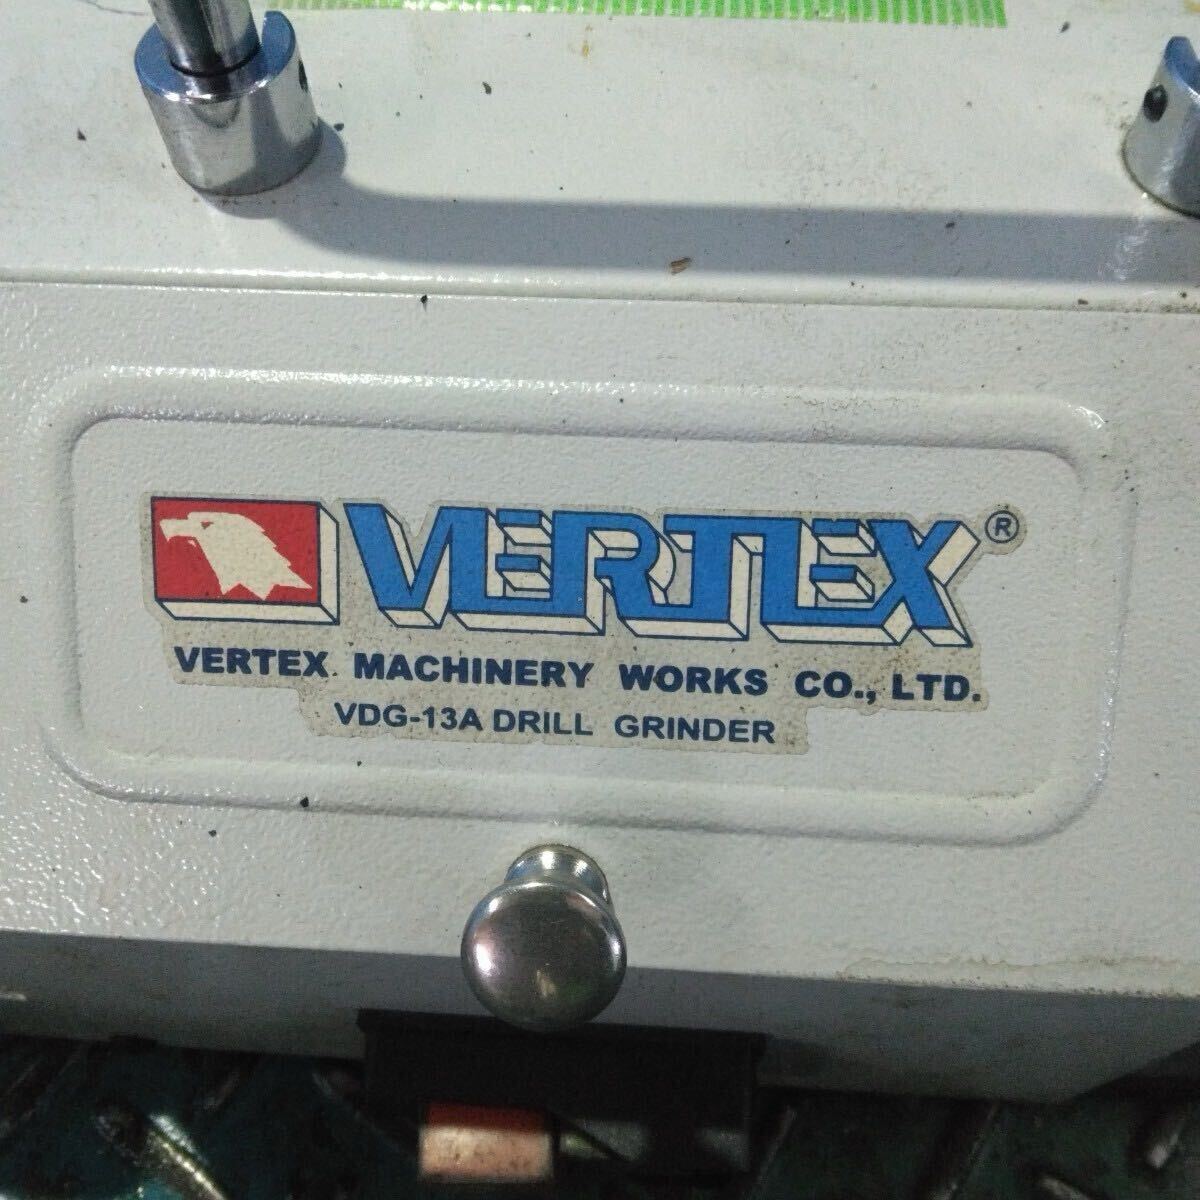 VERTEX ®
VERTEX MACHINERY WORKS CO., LTD.
VDG-13A DRILL GRINDER